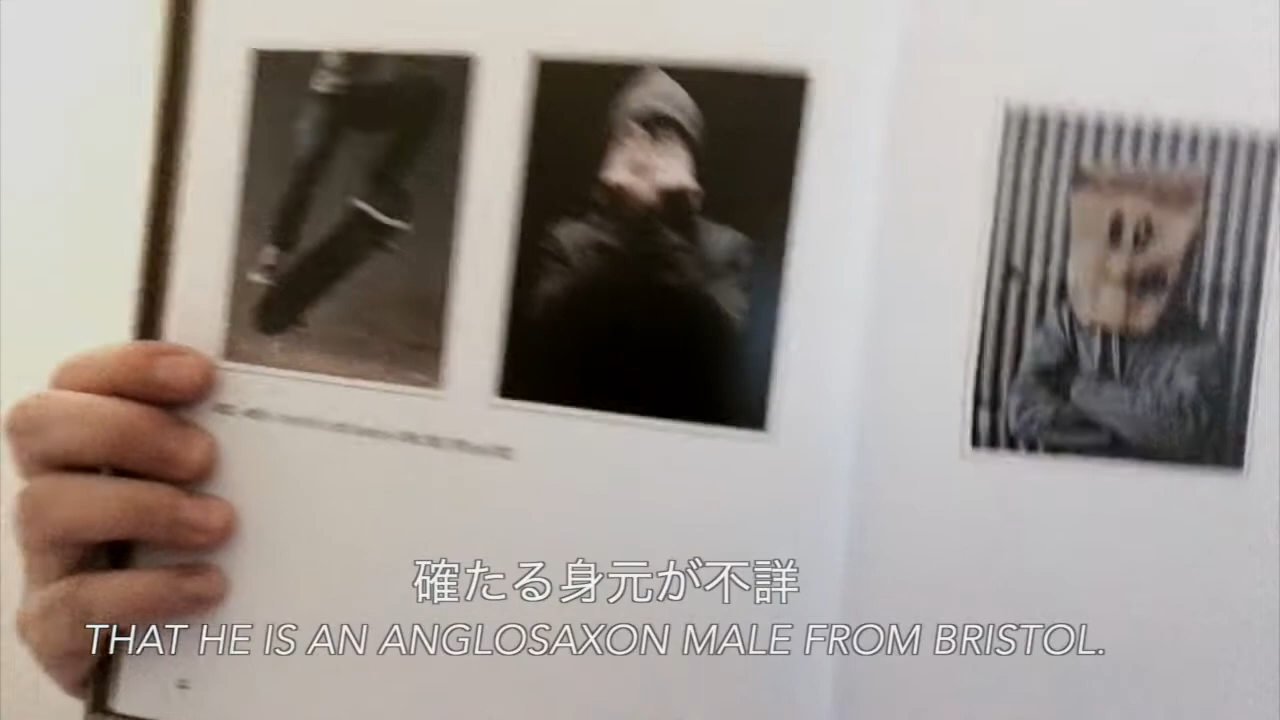 確たる身元が不詳
THAT HE IS AN ANGLOSAXON MALE FROM BRISTOL.